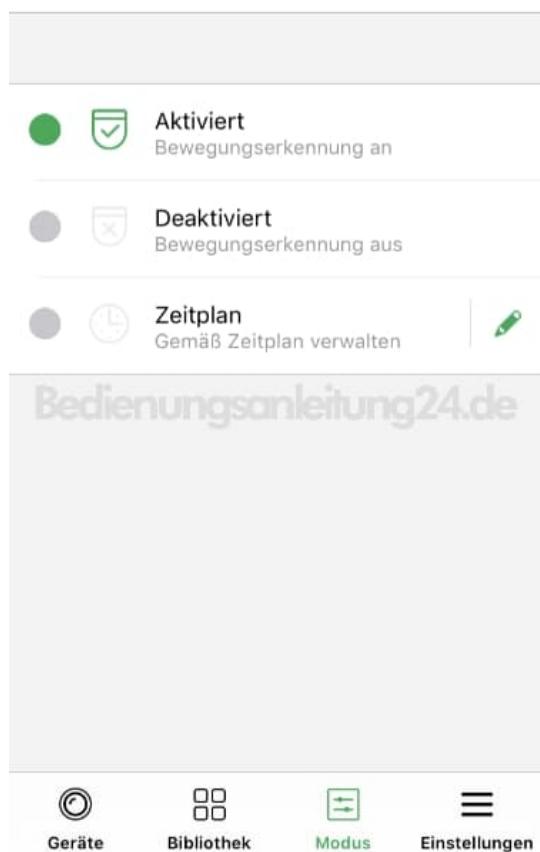 Aktiviert
Bewegungserkennung an
Deaktiviert
Bewegungserkennung aus
Zeitplan
Gemäß Zeitplan verwalten
Bedienungsanleitung24.de
Geräte Bibliothek Modus Einstellungen